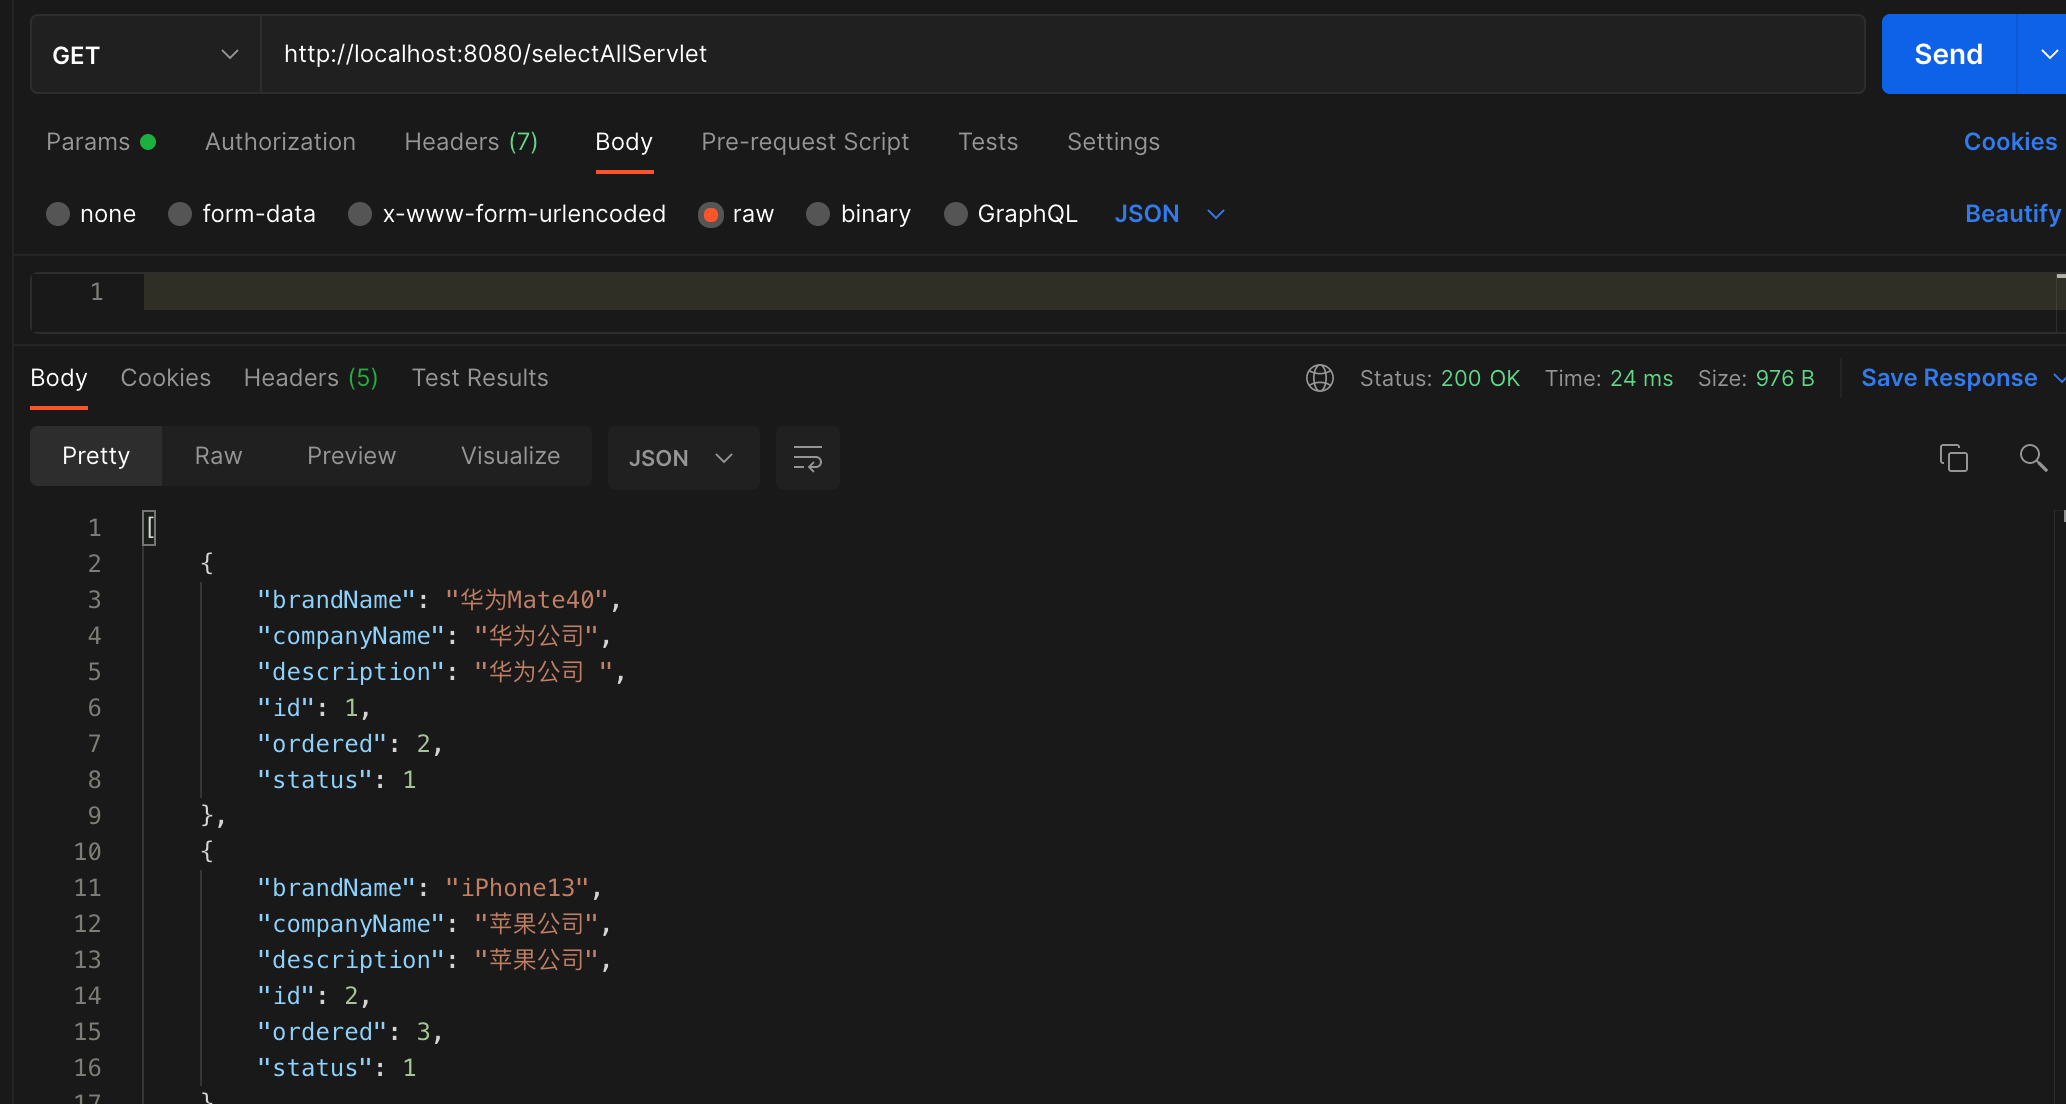 GET http://localhost:8080/selectAllServlet Send
Params Authorization Headers (7) Body Pre-request Script Tests Settings Cookies
none form-data x-www-form-urlencoded raw binary GraphQL JSON Beautify
1
Body Cookies Headers (5) Test Results Status: 200 OK Time: 24 ms Size: 976 B Save Response
Pretty Raw Preview Visualize JSON
1 [
2 {
3 "brandName": "华为Mate40",
4 "companyName": "华为公司",
5 "description": "华为公司 ",
6 "id": 1,
7 "ordered": 2,
8 "status": 1
9 },
10 {
11 "brandName": "iPhone13",
12 "companyName": "苹果公司",
13 "description": "苹果公司",
14 "id": 2,
15 "ordered": 3,
16 "status": 1
17 }